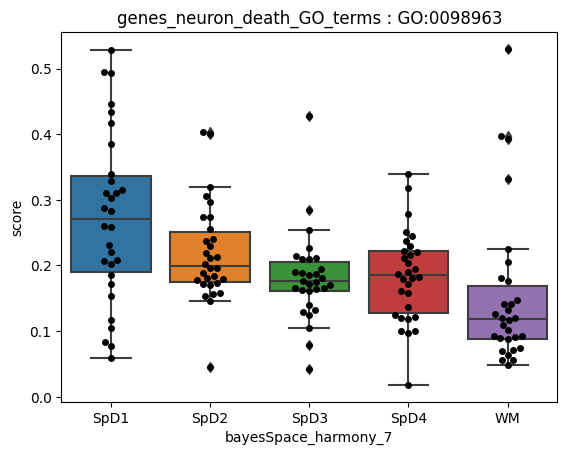 genes_neuron_death_GO_terms : GO:0098963
score
0.5
0.4
0.3
0.2
0.1
0.0
SpD1 SpD2 SpD3 SpD4 WM
bayesSpace_harmony_7